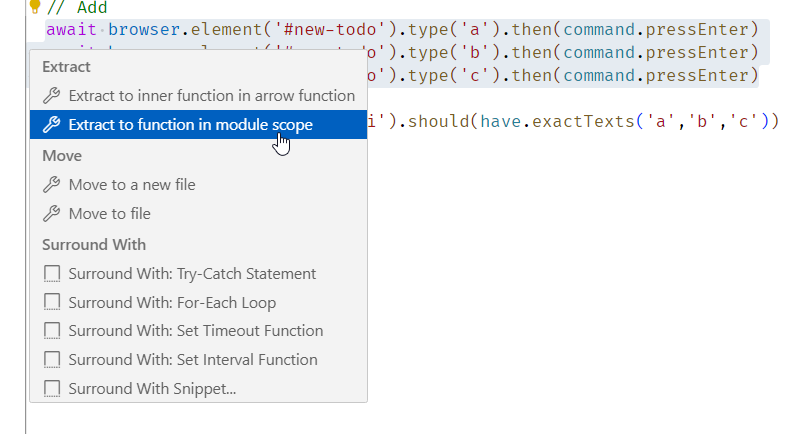 // Add
await browser.element('#new-todo').type('a').then(command.pressEnter)
o').type('b').then(command.pressEnter)
Extract
o').type('c').then(command.pressEnter)
Extract to inner function in arrow function
Extract to function in module scope
i').should(have.exactTexts('a','b','c'))
Move
Move to a new file
Move to file
Surround With
Surround With: Try-Catch Statement
Surround With: For-Each Loop
Surround With: Set Timeout Function
Surround With: Set Interval Function
Surround With Snippet...